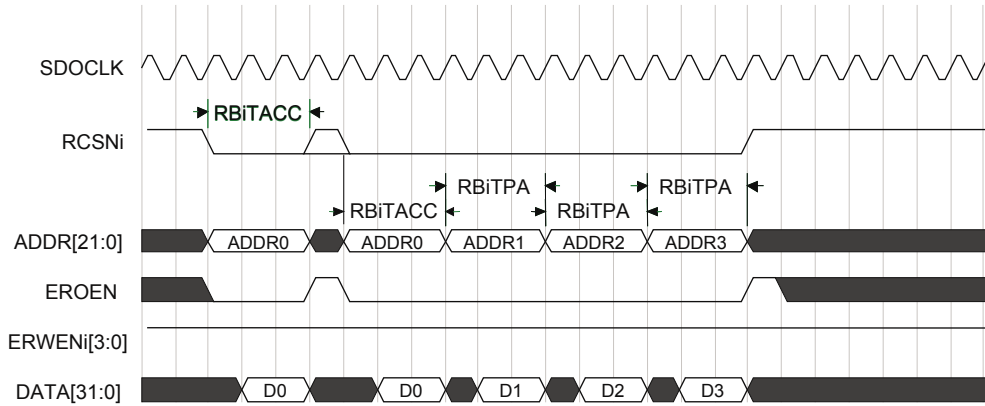 SDOCLK
RBiTACC
RCSNi
RBiTPA RBiTPA
RBiTACC RBiTPA
ADDR[21:0] ADDR0 ADDR0 ADDR1 ADDR2 ADDR3
EROEN
ERWENi[3:0]
DATA[31:0] D0 D0 D1 D2 D3